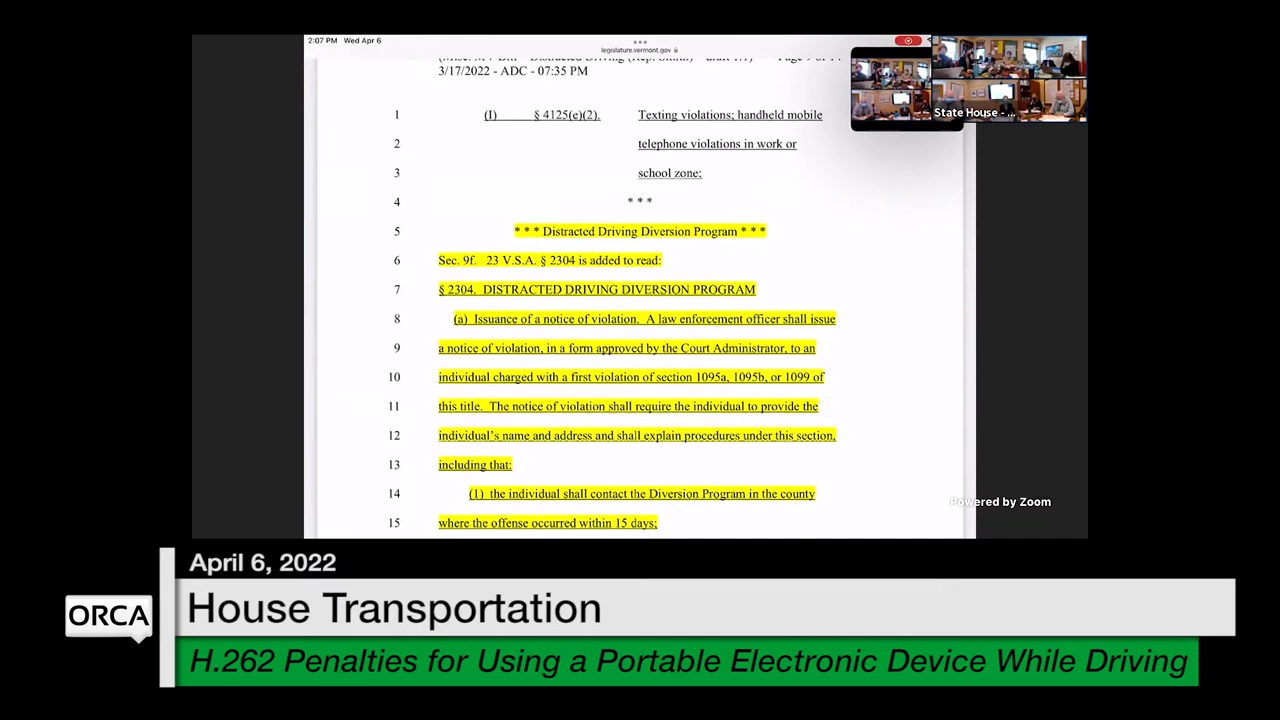 2:07 PM Wed Apr 6
legislature.vermont.gov
3/17/2022 - ADC - 07:35 PM
1 (I) § 4125(e)(2). Texting violations; handheld mobile
2 telephone violations in work or
3 school zone;
4 * * *
5 * * * Distracted Driving Diversion Program * * *
6 Sec. 9f. 23 V.S.A. § 2304 is added to read:
7 § 2304. DISTRACTED DRIVING DIVERSION PROGRAM
8 (a) Issuance of a notice of violation. A law enforcement officer shall issue
9 a notice of violation, in a form approved by the Court Administrator, to an
10 individual charged with a first violation of section 1095a, 1095b, or 1099 of
11 this title. The notice of violation shall require the individual to provide the
12 individual's name and address and shall explain procedures under this section,
13 including that:
14 (1) the individual shall contact the Diversion Program in the county
15 where the offense occurred within 15 days;
State House - ...
Powered by Zoom
April 6, 2022
ORCA
House Transportation
H.262 Penalties for Using a Portable Electronic Device While Driving